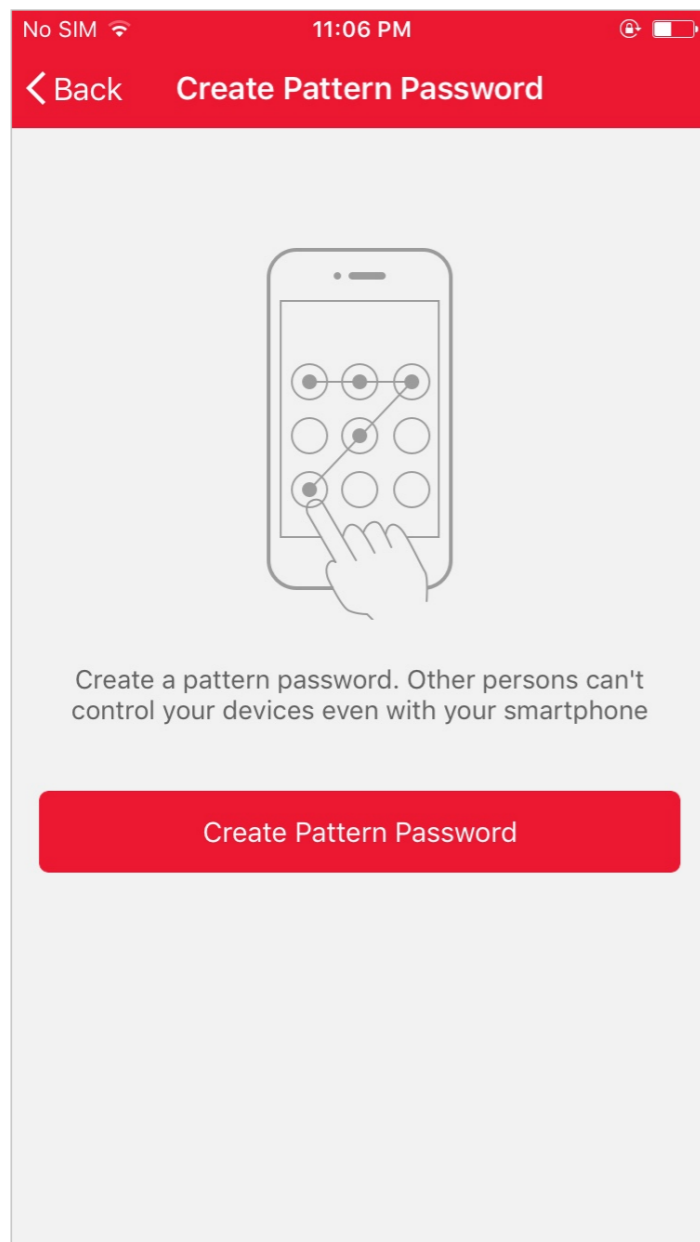 No SIM 11:06 PM
Back Create Pattern Password
Create a pattern password. Other persons can't
control your devices even with your smartphone
Create Pattern Password